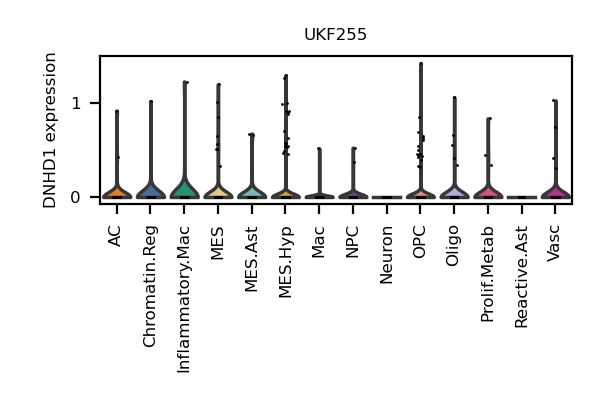 UKF255
DNHD1 expression
1
0
AC
Chromatin.Reg
Inflammatory.Mac
MES
MES.Ast
MES.Hyp
Mac
NPC
Neuron
OPC
Oligo
Prolif.Metab
Reactive.Ast
Vasc